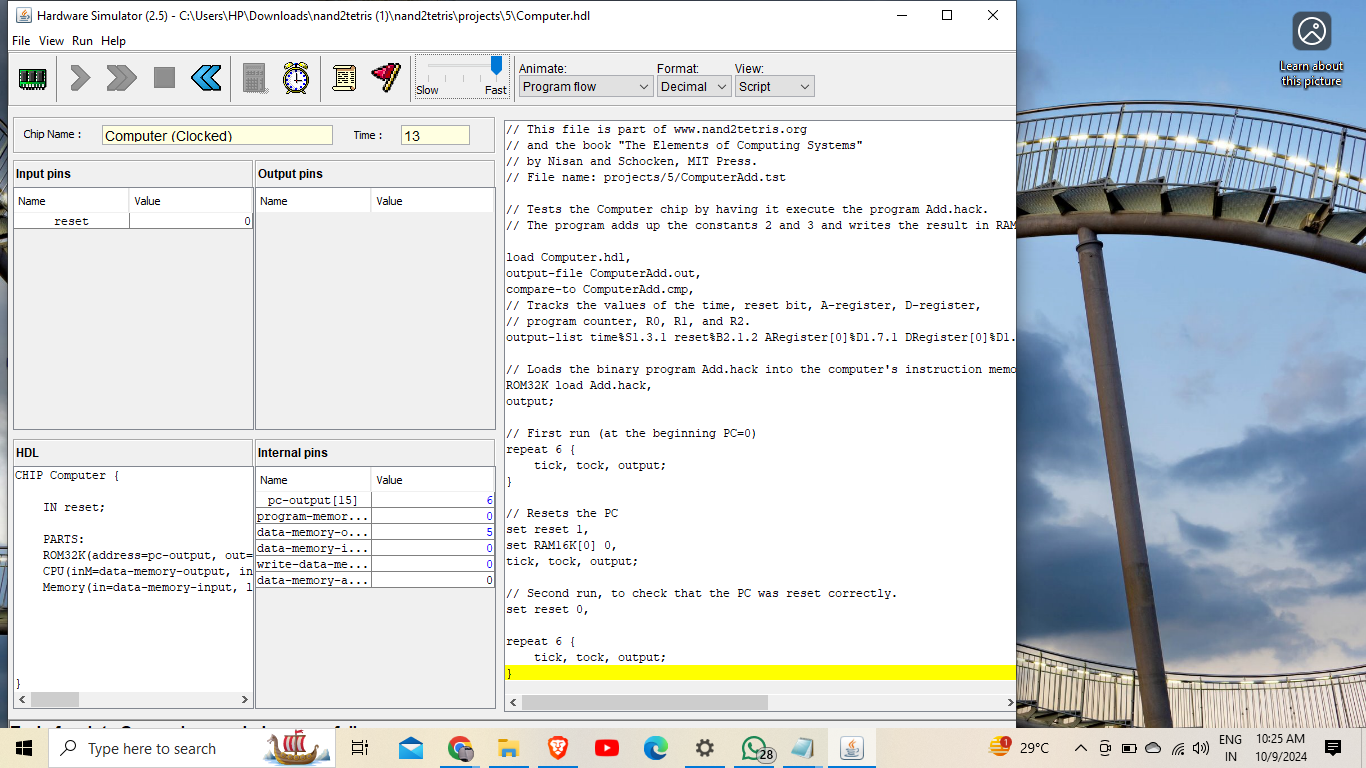 Hardware Simulator (2.5) - C:\Users\HP\Downloads\nand2tetris (1)\nand2tetris\projects\5\Computer.hdl
File View Run Help
Slow Fast
Animate: Format: View:
Program flow Decimal Script
Chip Name : Computer (Clocked) Time : 13
Input pins
Name Value
reset 0
Output pins
Name Value
HDL
CHIP Computer {
IN reset;
PARTS:
ROM32K(address=pc-output, out=
CPU(inM=data-memory-output, in
Memory(in=data-memory-input, l
}
Internal pins
Name Value
pc-output[15] 6
program-memor... 0
data-memory-o... 5
data-memory-i... 0
write-data-me... 0
data-memory-a... 0
// This file is part of www.nand2tetris.org
// and the book "The Elements of Computing Systems"
// by Nisan and Schocken, MIT Press.
// File name: projects/5/ComputerAdd.tst
// Tests the Computer chip by having it execute the program Add.hack.
// The program adds up the constants 2 and 3 and writes the result in RAM
load Computer.hdl,
output-file ComputerAdd.out,
compare-to ComputerAdd.cmp,
// Tracks the values of the time, reset bit, A-register, D-register,
// program counter, R0, R1, and R2.
output-list time%S1.3.1 reset%B2.1.2 ARegister[0]%D1.7.1 DRegister[0]%D1.
// Loads the binary program Add.hack into the computer's instruction memo
ROM32K load Add.hack,
output;
// First run (at the beginning PC=0)
repeat 6 {
tick, tock, output;
}
// Resets the PC
set reset 1,
set RAM16K[0] 0,
tick, tock, output;
// Second run, to check that the PC was reset correctly.
set reset 0,
repeat 6 {
tick, tock, output;
}
Learn about
this picture
Type here to search
28
1
29°C
ENG
IN
10:25 AM
10/9/2024